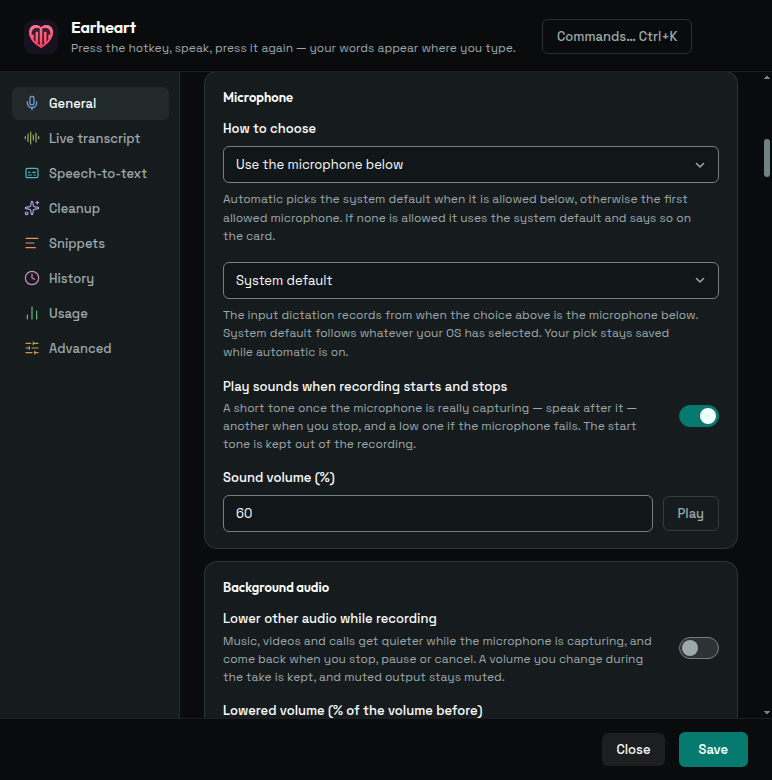 Earheart
Press the hotkey, speak, press it again — your words appear where you type.
Commands... Ctrl+K
General
Live transcript
Speech-to-text
Cleanup
Snippets
History
Usage
Advanced
Microphone
How to choose
Use the microphone below
Automatic picks the system default when it is allowed below, otherwise the first
allowed microphone. If none is allowed it uses the system default and says so on
the card.
System default
The input dictation records from when the choice above is the microphone below.
System default follows whatever your OS has selected. Your pick stays saved
while automatic is on.
Play sounds when recording starts and stops
A short tone once the microphone is really capturing — speak after it —
another when you stop, and a low one if the microphone fails. The start
tone is kept out of the recording.
Sound volume (%)
60
Play
Background audio
Lower other audio while recording
Music, videos and calls get quieter while the microphone is capturing, and
come back when you stop, pause or cancel. A volume you change during
the take is kept, and muted output stays muted.
Lowered volume (% of the volume before)
Close
Save